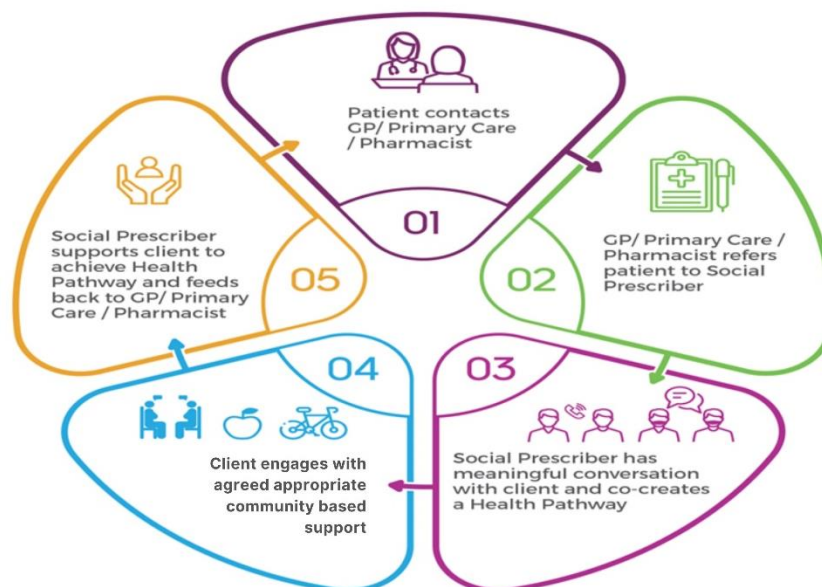 Patient contacts
GP/ Primary Care
/ Pharmacist
01
GP/ Primary Care /
Pharmacist refers
patient to Social
Prescriber
02
03
Social Prescriber has
meaningful conversation
with client and co-creates
a Health Pathway
04
Client engages with
agreed appropriate
community based
support
Social Prescriber
supports client to
achieve Health
Pathway and feeds
back to GP/ Primary
Care / Pharmacist
05